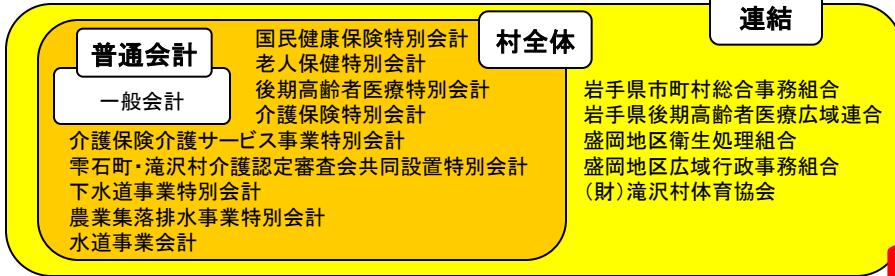 連結
村全体
普通会計
一般会計
国民健康保険特別会計
老人保健特別会計
後期高齢者医療特別会計
介護保険特別会計
介護保険介護サービス事業特別会計
雫石町・滝沢村介護認定審査会共同設置特別会計
下水道事業特別会計
農業集落排水事業特別会計
水道事業会計
岩手県市町村総合事務組合
岩手県後期高齢者医療広域連合
盛岡地区衛生処理組合
盛岡地区広域行政事務組合
(財)滝沢村体育協会